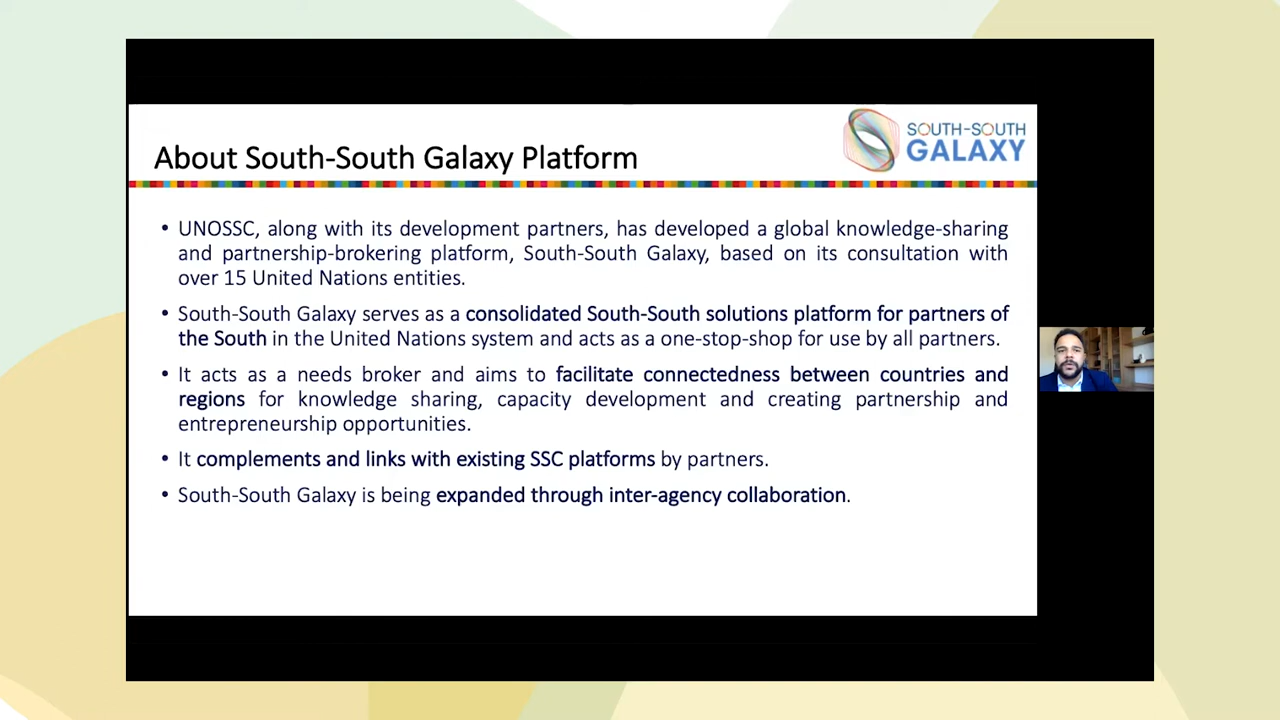 SOUTH-SOUTH
GALAXY
About South-South Galaxy Platform
• UNOSSC, along with its development partners, has developed a global knowledge-sharing
and partnership-brokering platform, South-South Galaxy, based on its consultation with
over 15 United Nations entities.
• South-South Galaxy serves as a consolidated South-South solutions platform for partners of
the South in the United Nations system and acts as a one-stop-shop for use by all partners.
• It acts as a needs broker and aims to facilitate connectedness between countries and
regions for knowledge sharing, capacity development and creating partnership and
entrepreneurship opportunities.
• It complements and links with existing SSC platforms by partners.
• South-South Galaxy is being expanded through inter-agency collaboration.